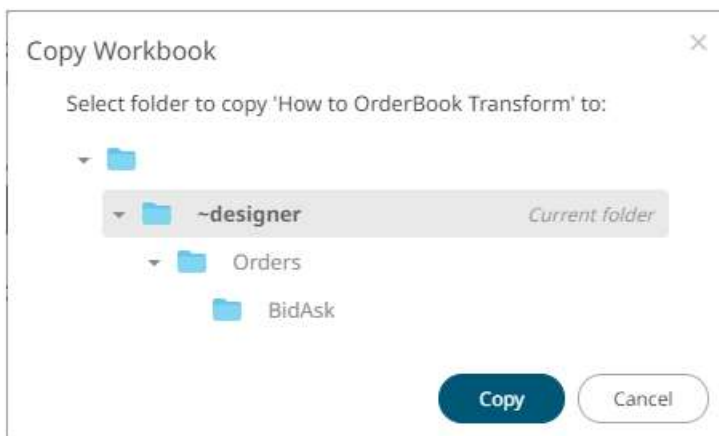 Copy Workbook
Select folder to copy 'How to OrderBook Transform' to:
~designer Current folder
Orders
BidAsk
Copy Cancel